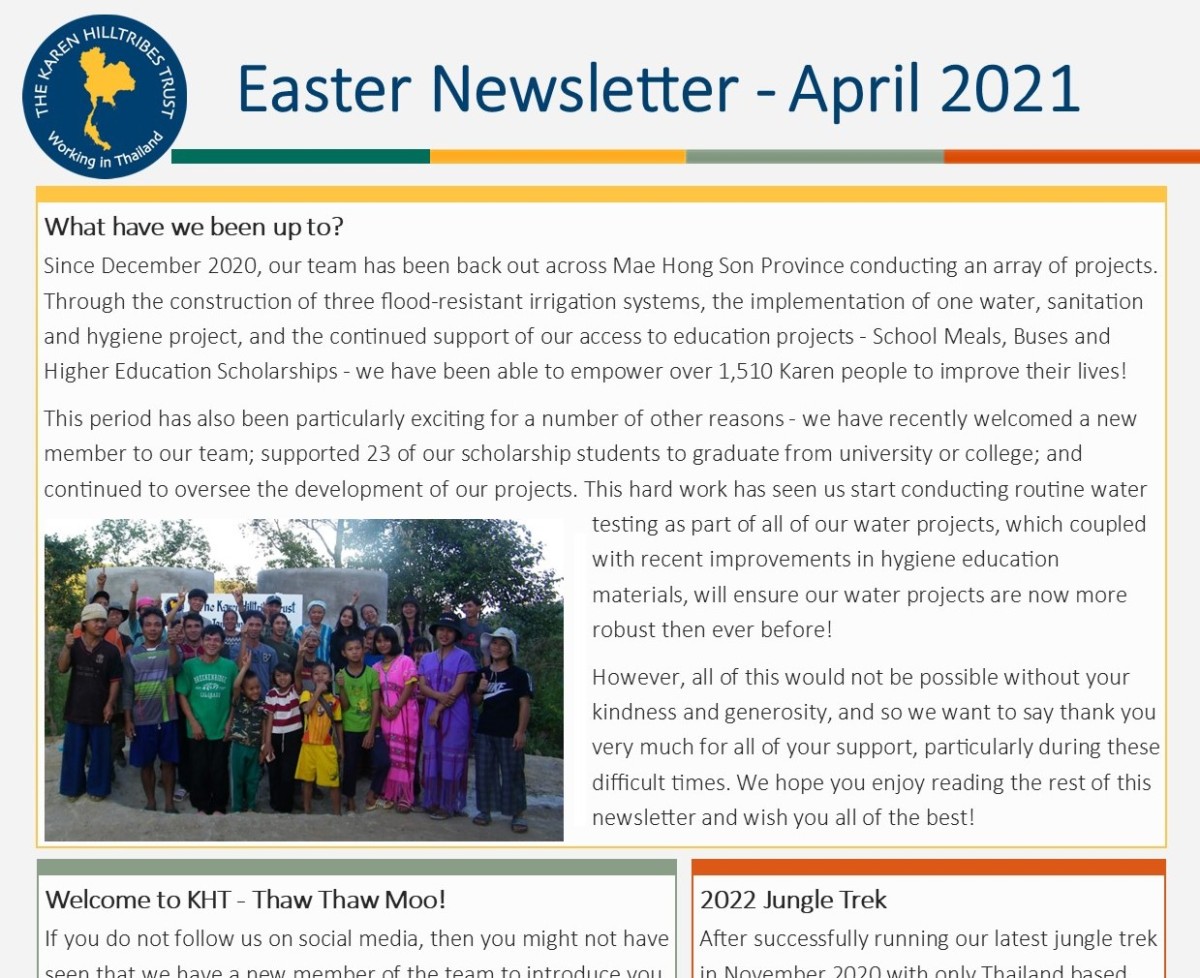 THE KAREN HILLTRIBES TRUST
Working in Thailand
Easter Newsletter - April 2021
What have we been up to?
Since December 2020, our team has been back out across Mae Hong Son Province conducting an array of projects.
Through the construction of three flood-resistant irrigation systems, the implementation of one water, sanitation
and hygiene project, and the continued support of our access to education projects - School Meals, Buses and
Higher Education Scholarships - we have been able to empower over 1,510 Karen people to improve their lives!
This period has also been particularly exciting for a number of other reasons - we have recently welcomed a new
member to our team; supported 23 of our scholarship students to graduate from university or college; and
continued to oversee the development of our projects. This hard work has seen us start conducting routine water
testing as part of all of our water projects, which coupled
with recent improvements in hygiene education
materials, will ensure our water projects are now more
robust then ever before!
However, all of this would not be possible without your
kindness and generosity, and so we want to say thank you
very much for all of your support, particularly during these
difficult times. We hope you enjoy reading the rest of this
newsletter and wish you all of the best!
Welcome to KHT - Thaw Thaw Moo!
If you do not follow us on social media, then you might not have
seen that we have a new member of the team to introduce you
2022 Jungle Trek
After successfully running our latest jungle trek
in November 2020 with only Thailand based